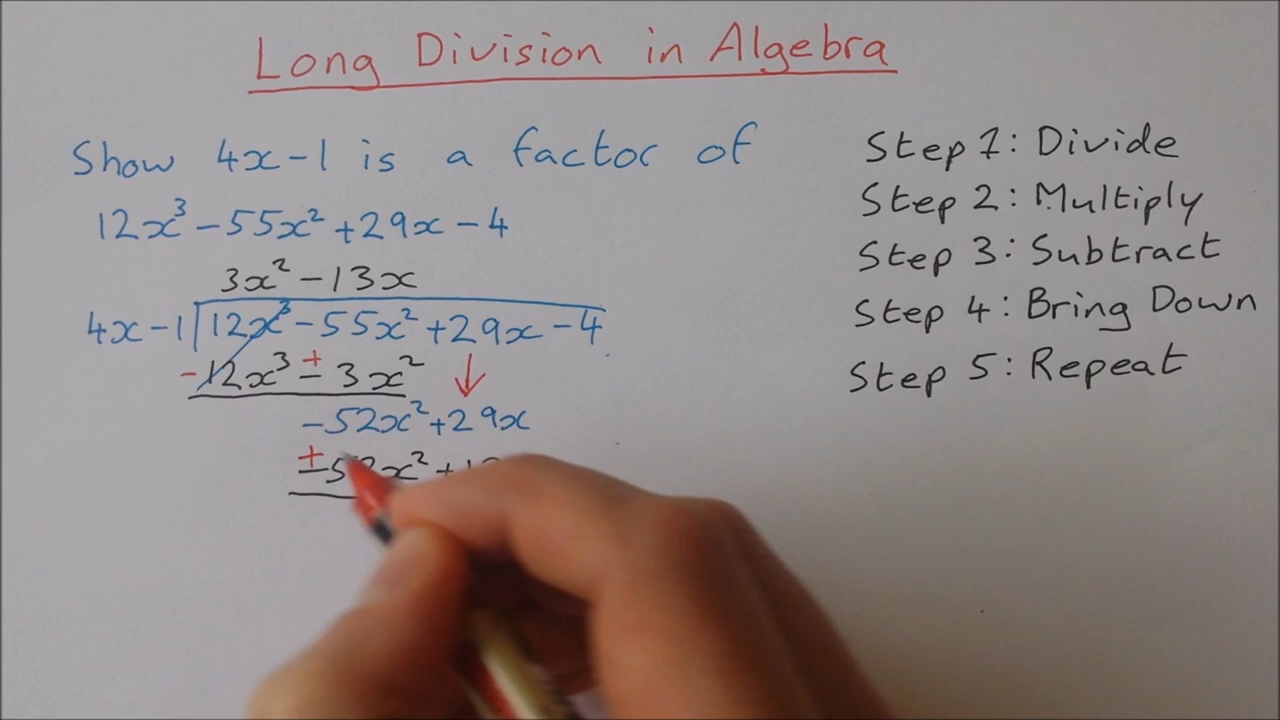 Long Division in Algebra
Show 4x-1 is a factor of
12x³ - 55x² + 29x - 4
3x² - 13x
4x-1 12x³ - 55x² + 29x - 4
- 12x³ ± 3x²
-52x² + 29x
± 52x² +
Step 1: Divide
Step 2: Multiply
Step 3: Subtract
Step 4: Bring Down
Step 5: Repeat